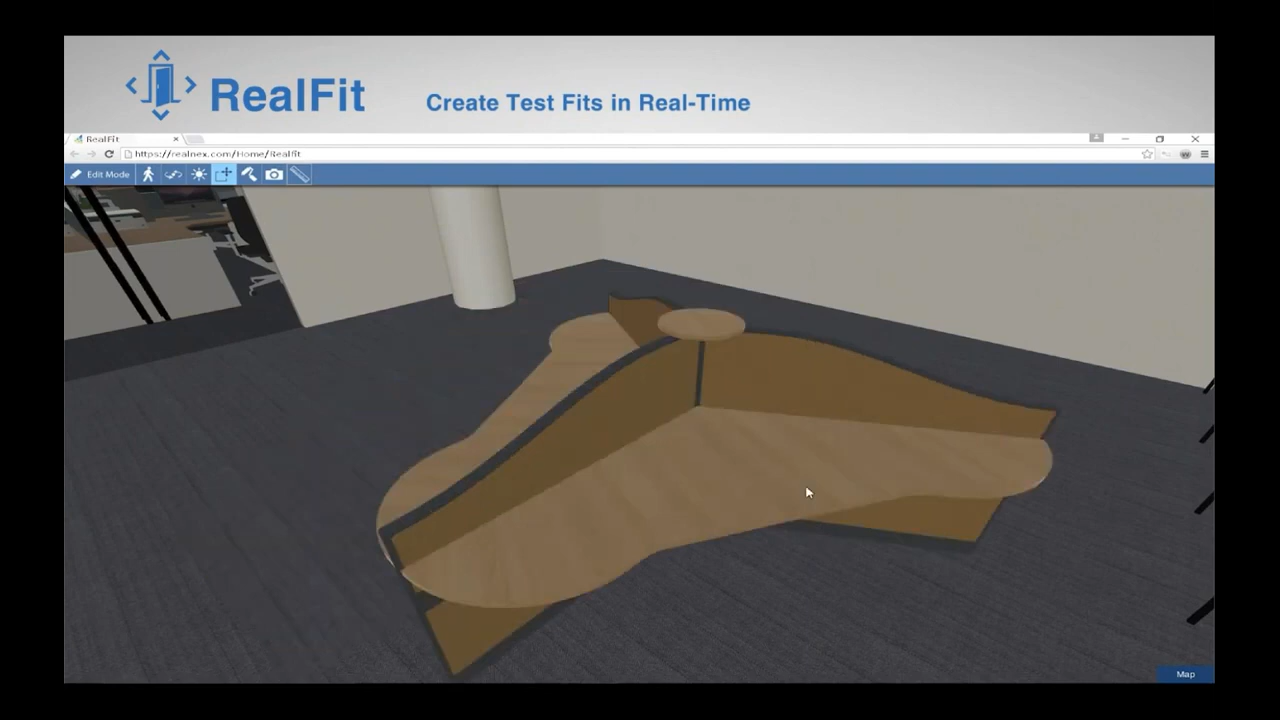 RealFit
Create Test Fits in Real-Time
RealFit
https://realnex.com/Home/Realfit
Edit Mode
Map